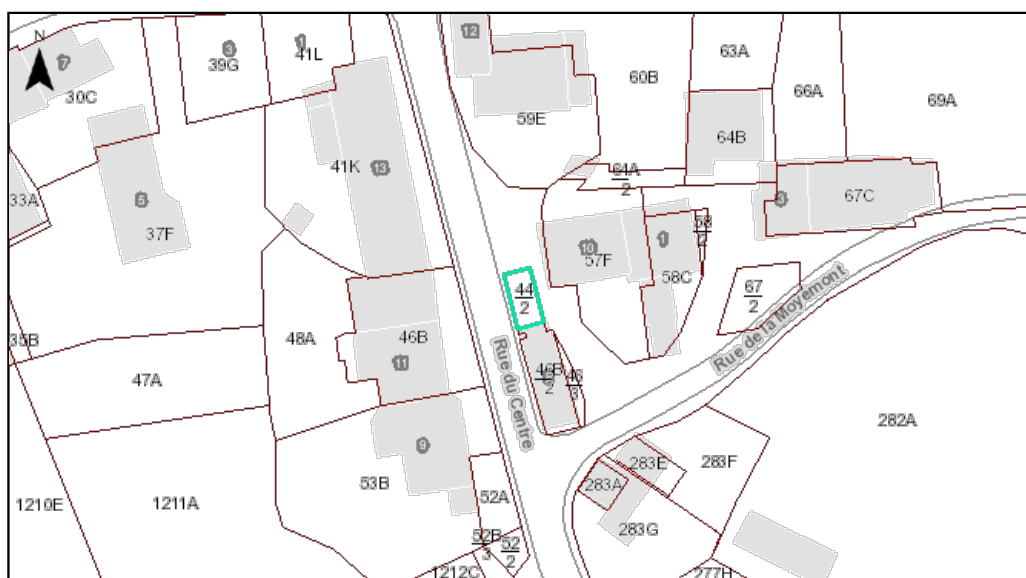 12
N
7
3
39G
1
41L
63A
30C
60B
66A
69A
59E
64B
41K
13
64A
2
33A
5
3
67C
37F
58
2
10
57F
1
58C
44
2
67
2
Rue de la Moyemont
35B
48A
46B
11
Rue du Centre
46B
2
46
3
47A
282A
9
283E
283F
53B
283A
52A
1210E
1211A
283G
52B
3
52
2
1212C
277H